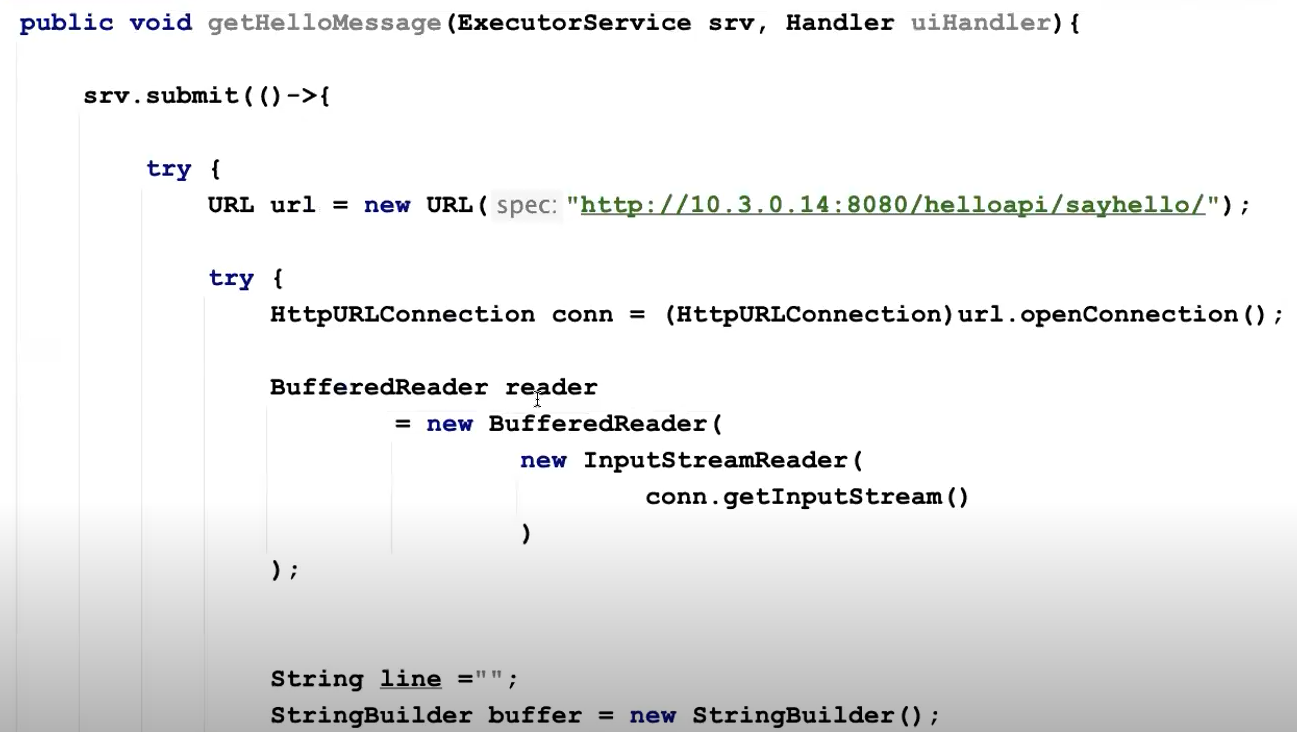 public void getHelloMessage(ExecutorService srv, Handler uiHandler){
srv.submit(()->{
try {
URL url = new URL( spec: "http://10.3.0.14:8080/helloapi/sayhello/");
try {
HttpURLConnection conn = (HttpURLConnection)url.openConnection();
BufferedReader reader
= new BufferedReader(
new InputStreamReader(
conn.getInputStream()
)
);
String line ="";
StringBuilder buffer = new StringBuilder();